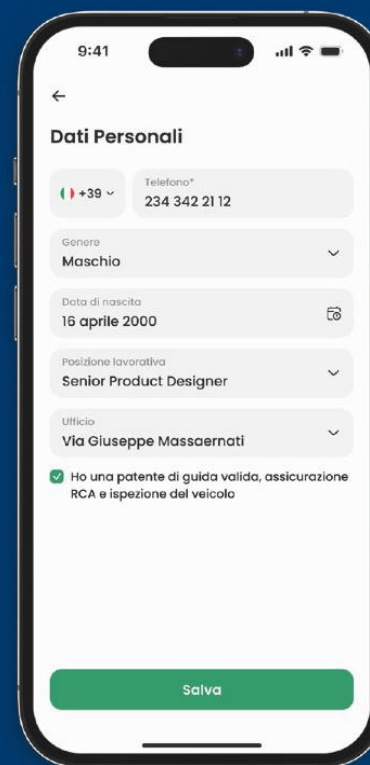 9:41
Dati Personali
+39
Telefono*
234 342 21 12
Genere
Maschio
Data di nascita
16 aprile 2000
Posizione lavorativa
Senior Product Designer
Ufficio
Via Giuseppe Massaernati
Ho una patente di guida valida, assicurazione
RCA e ispezione del veicolo
Salva